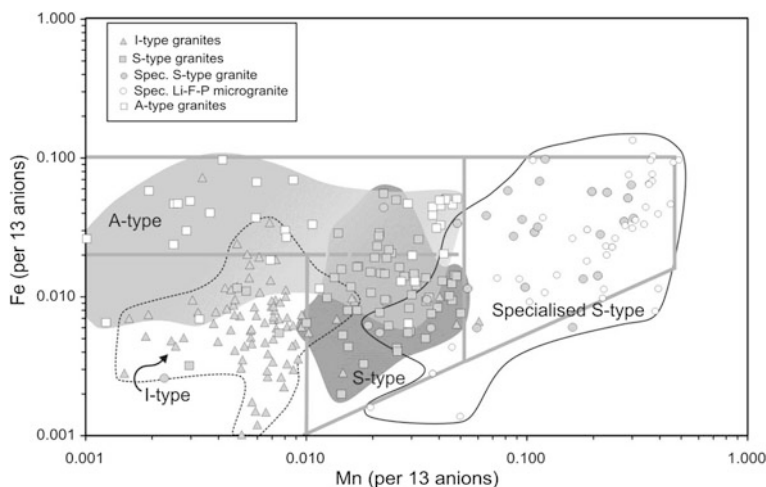 1.000
0.100
0.010
0.001
Fe (per 13 anions)
I-type granites
S-type granites
Spec. S-type granite
Spec. Li-F-P microgranite
A-type granites
A-type
I-type
S-type
Specialised S-type
0.001
0.010
0.100
1.000
Mn (per 13 anions)